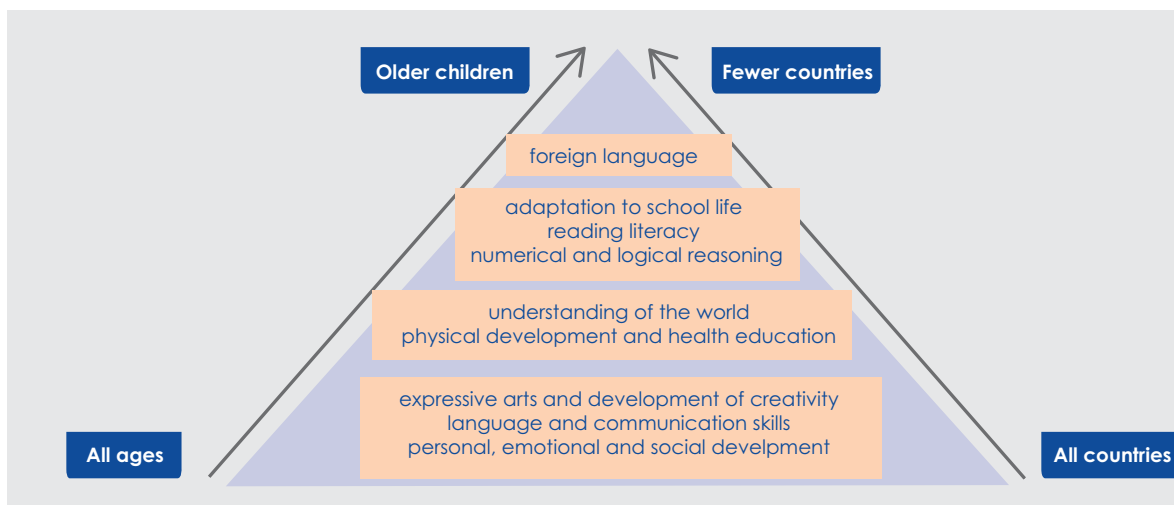 Older children
Fewer countries
foreign language
adaptation to school life
reading literacy
numerical and logical reasoning
understanding of the world
physical development and health education
expressive arts and development of creativity
language and communication skills
personal, emotional and social develpment
All ages
All countries